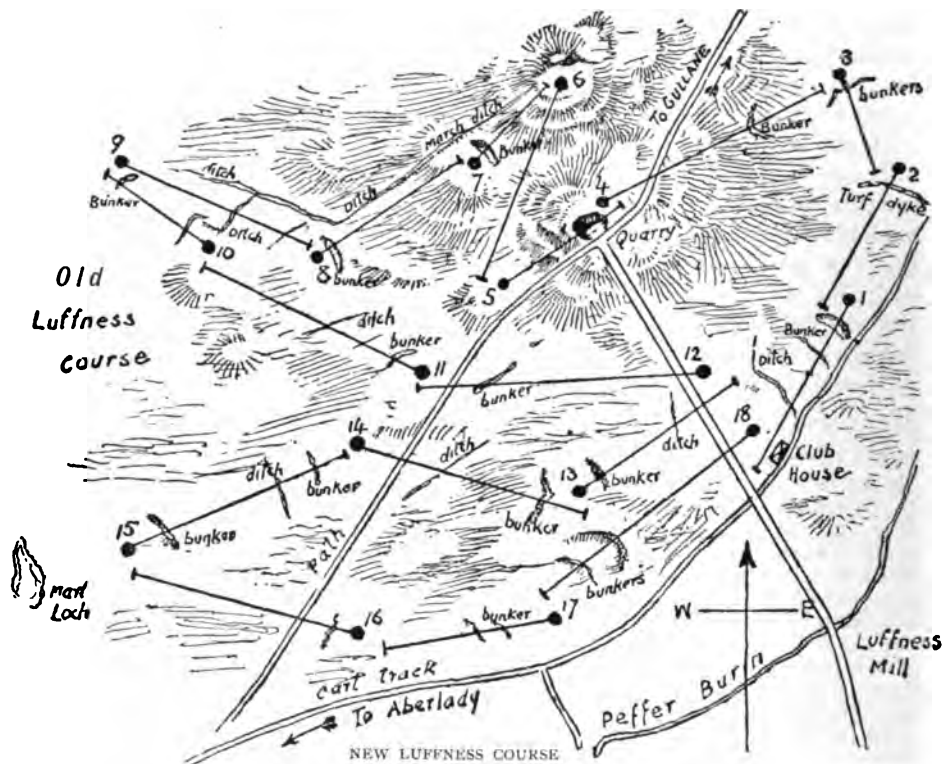 6
3
bunkers
TO GULLANE
Bunker
march ditch
Bunker
7
9
ditch
Ditch
4
2
Turf dyke
Bunker
Ditch
10
8
bunker
Quarry
5
1
Old
Luffness
course
ditch
bunker
11
Bunker
Ditch
12
bunker
14
18
ditch
Club
House
ditch
ditch
bunker
13
bunker
bunker
15
bunker
Path
Marl
Loch
bunkers
16
bunker
17
W
E
Luffness
Mill
cart track
To Aberlady
Peffer Burn
NEW LUFFNESS COURSE